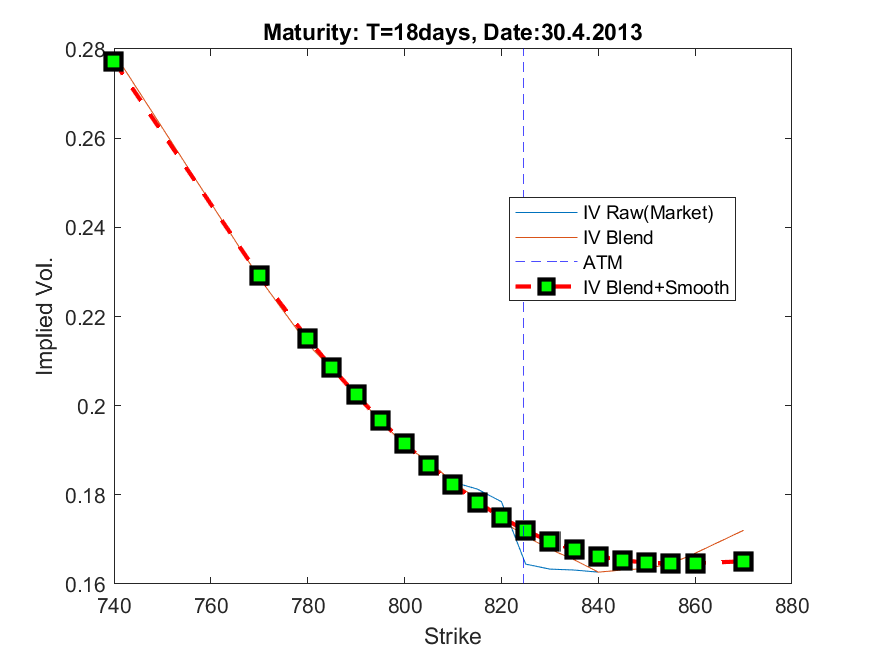 Maturity: T=18days, Date:30.4.2013
0.28
0.26
0.24
0.22
0.2
0.18
0.16
Implied Vol.
IV Raw(Market)
IV Blend
ATM
IV Blend+Smooth
740 760 780 800 820 840 860 880
Strike